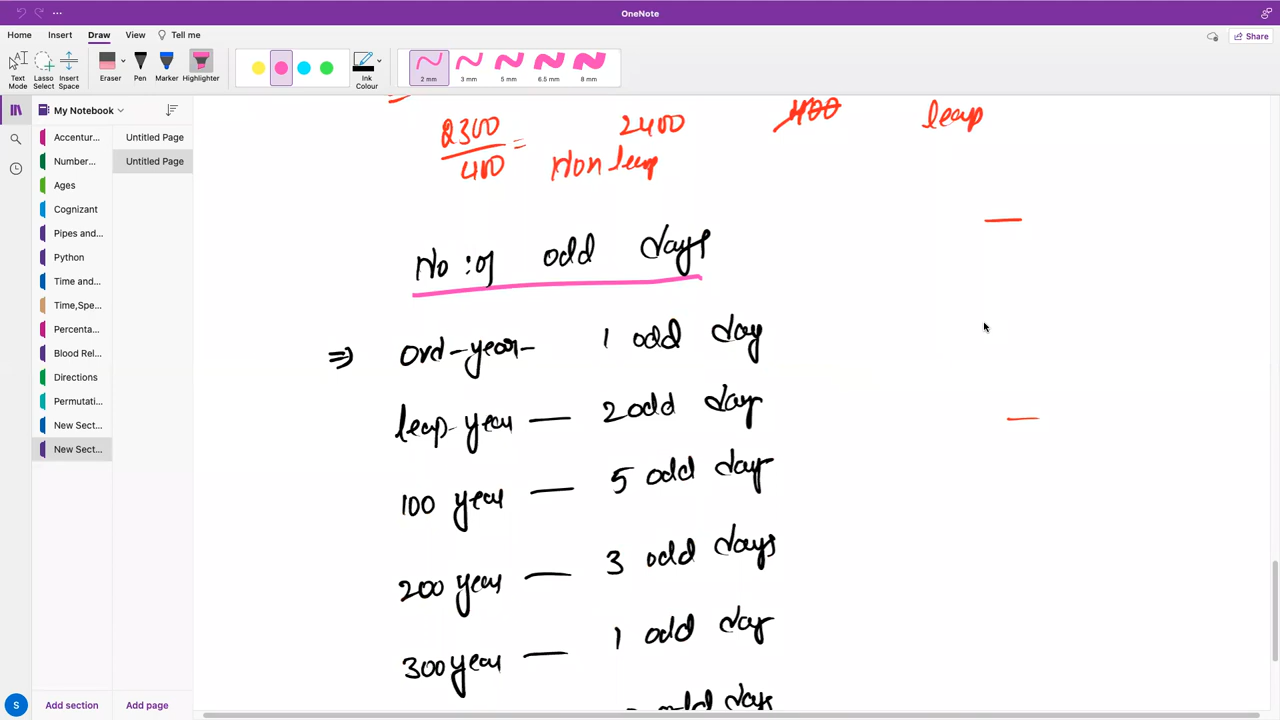 OneNote
Home Insert Draw View Tell me
Share
Text Mode
Lasso Select
Insert Space
Eraser
Pen
Marker
Highlighter
Ink Colour
2 mm
3 mm
5 mm
6.5 mm
8 mm
My Notebook
Accentur...
Number...
Ages
Cognizant
Pipes and...
Python
Time and...
Time,Spe...
Percenta...
Blood Rel...
Directions
Permutati...
New Sect...
New Sect...
Untitled Page
Untitled Page
2300/400 = 2400 400 leap
Non leap
No : of odd days
⇒ ord-year- 1 odd day
leap-year — 2 odd day
100 year — 5 odd day
200 year — 3 odd days
300 year — 1 odd day
odd days
S
Add section
Add page